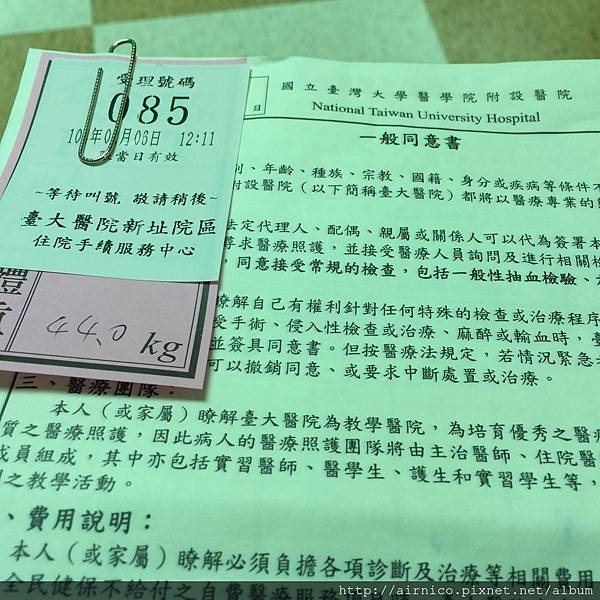 受理號碼
085
12:11
限當日有效
~等待叫號 敬請稍後~
臺大醫院新址院區
住院手續服務中心
體
重
kg
日
國立臺灣大學醫學院附設醫院
National Taiwan University Hospital
一般同意書
別、年齡、種族、宗教、國籍、身分或疾病等條件不
附設醫院（以下簡稱臺大醫院）都將以醫療專業的
法定代理人、配偶、親屬或關係人可以代為簽署本
尋求醫療照護，並接受醫療人員詢問及進行相關檢
，同意接受常規的檢查，包括一般性抽血檢驗、
瞭解自己有權利針對任何特殊的檢查或治療程序
受手術、侵入性檢查或治療、麻醉或輸血時，
並簽具同意書。但按醫療法規定，若情況緊急
可以撤銷同意、或要求中斷處置或治療。
三、醫療團隊：
本人（或家屬）瞭解臺大醫院為教學醫院，為培育優秀之醫
質之醫療照護，因此病人的醫療照護團隊將由主治醫師、住院醫
成員組成，其中亦包括實習醫師、醫學生、護生和實習學生等，
之教學活動。
、費用說明：
本人（或家屬）瞭解必須負擔各項診斷及治療等相關費用
全民健保不給付之自費醫療服務項目
http://airnico.pixnet.net/album